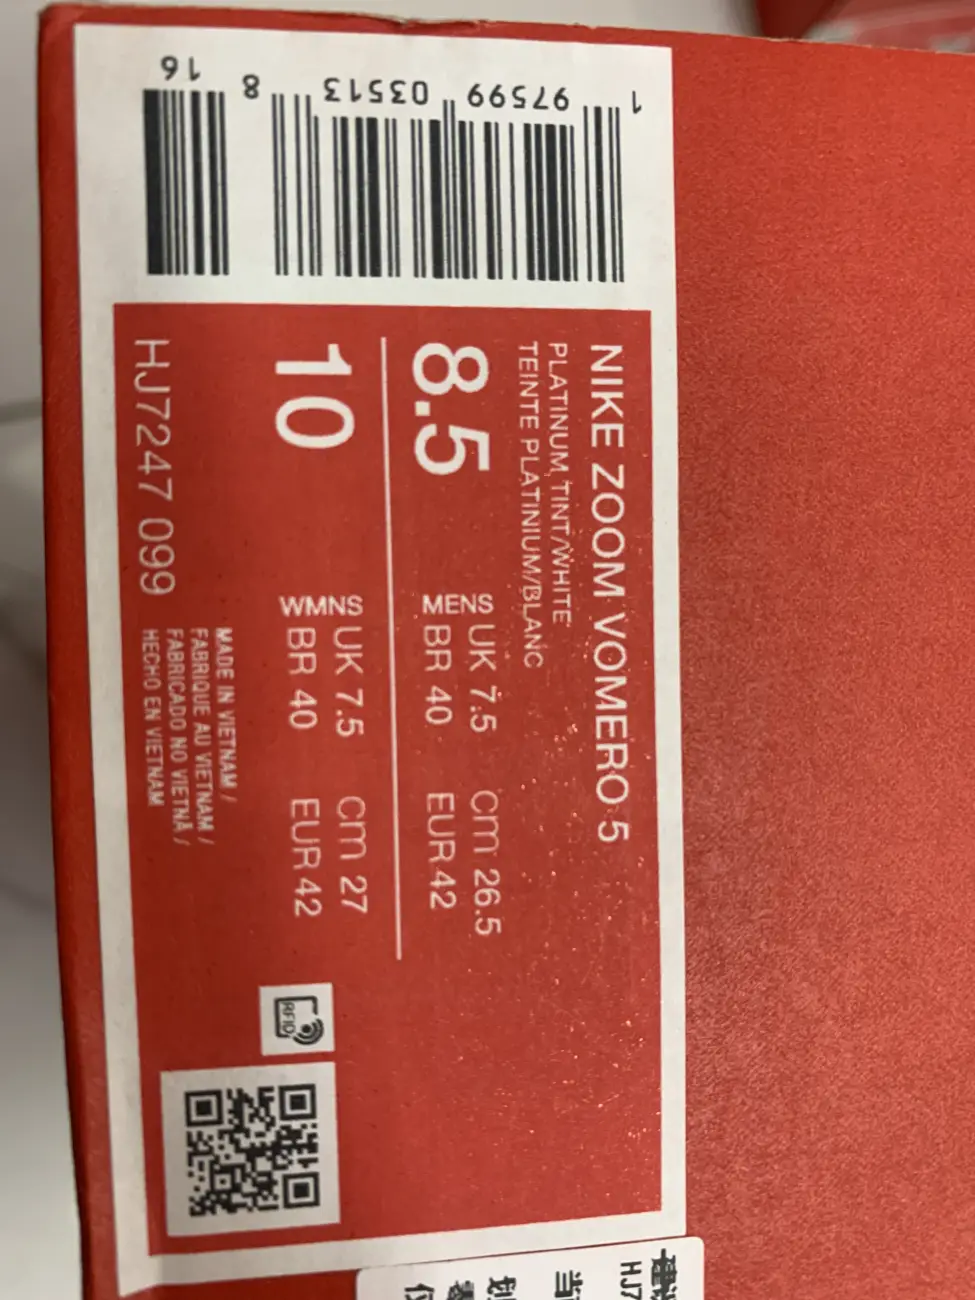 NIKE ZOOM VOMERO 5
PLATINUM TINT/WHITE
TEINTE PLATINIUM/BLANC
8.5
MENS
UK 7.5 cm 26.5
BR 40 EUR 42
10
WMNS
UK 7.5 cm 27
BR 40 EUR 42
HJ7247 099
MADE IN VIETNAM /
FABRIQUE AU VIETNAM /
FABRICADO NO VIETNÃ /
HECHO EN VIETNAM
RFID
1 97599 03513 8 16
HJ7
当
划